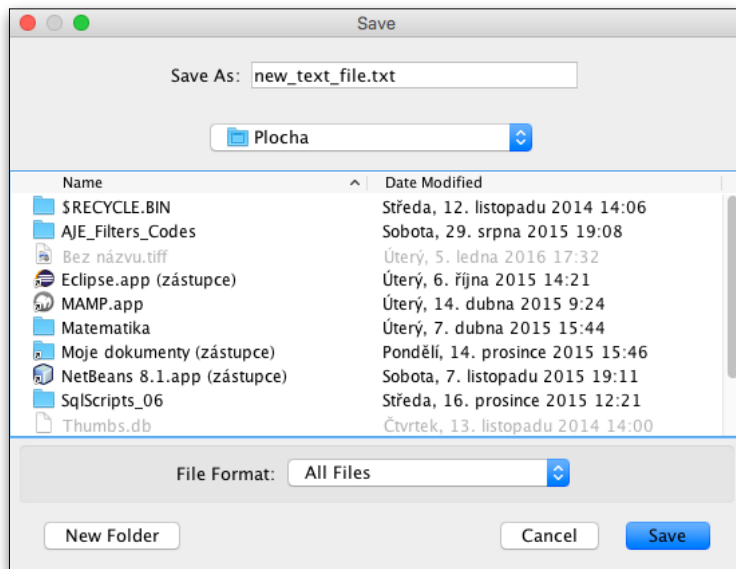 Save
Save As: new_text_file.txt
Plocha
Name Date Modified
$RECYCLE.BIN Středa, 12. listopadu 2014 14:06
AJE_Filters_Codes Sobota, 29. srpna 2015 19:08
Bez názvu.tiff Úterý, 5. ledna 2016 17:32
Eclipse.app (zástupce) Úterý, 6. října 2015 14:21
MAMP.app Úterý, 14. dubna 2015 9:24
Matematika Úterý, 7. dubna 2015 15:44
Moje dokumenty (zástupce) Pondělí, 14. prosince 2015 15:46
NetBeans 8.1.app (zástupce) Sobota, 7. listopadu 2015 19:11
SqlScripts_06 Středa, 16. prosince 2015 12:21
Thumbs.db Čtvrtek, 13. listopadu 2014 14:00
File Format: All Files
New Folder Cancel Save